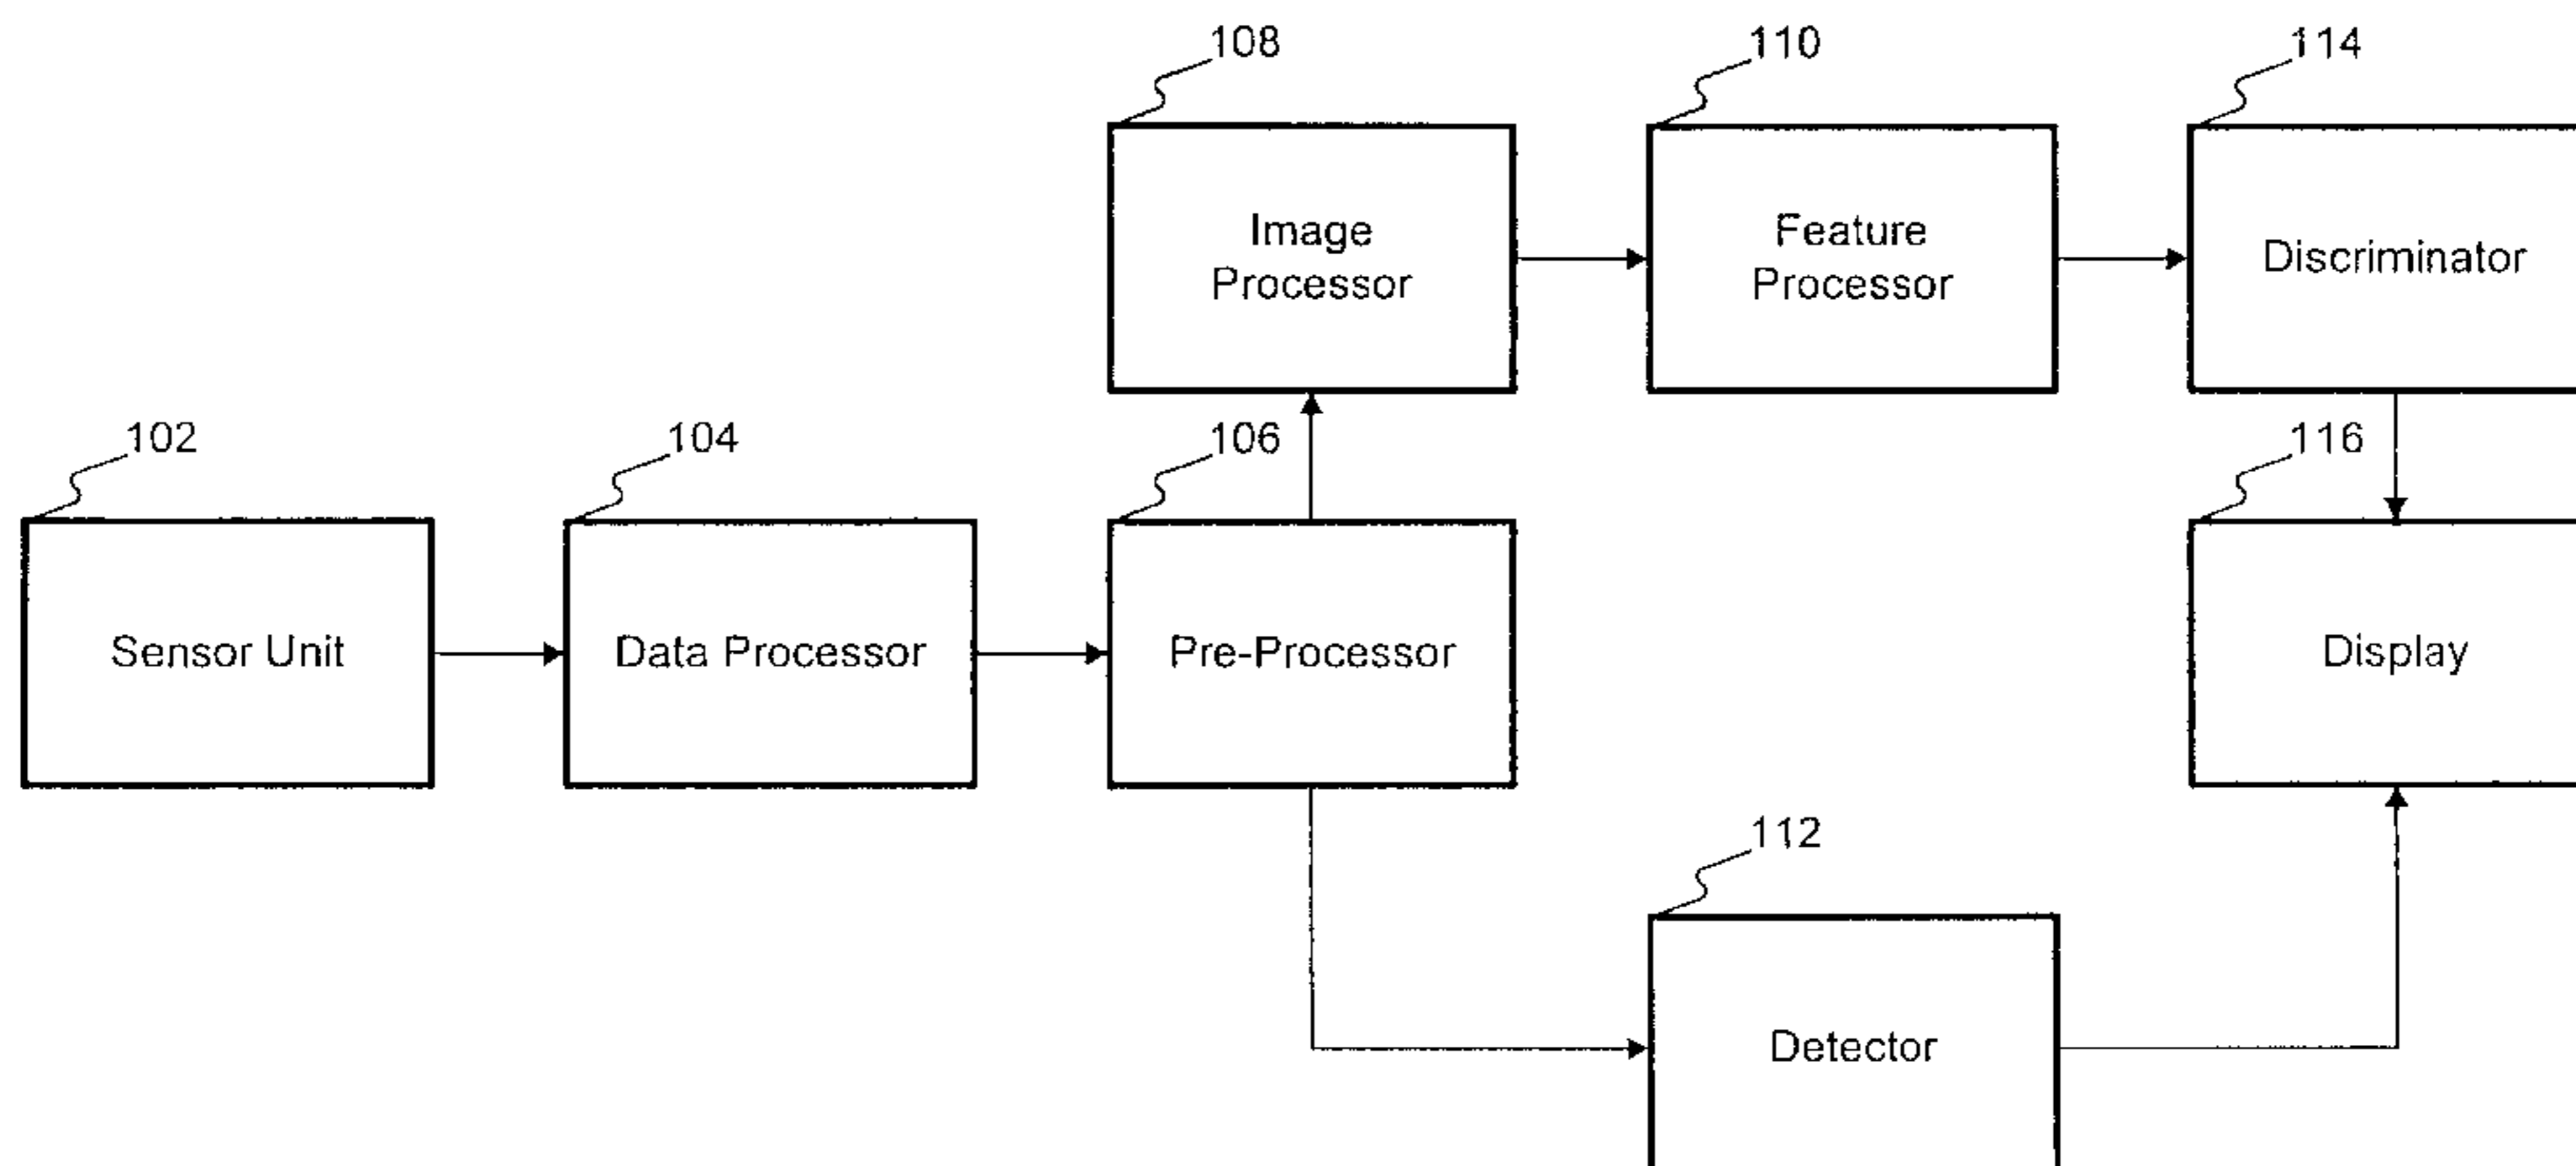 108
110
114
Image
Processor
Feature
Processor
Discriminator
102
104
106
116
Sensor Unit
Data Processor
Pre-Processor
Display
112
Detector